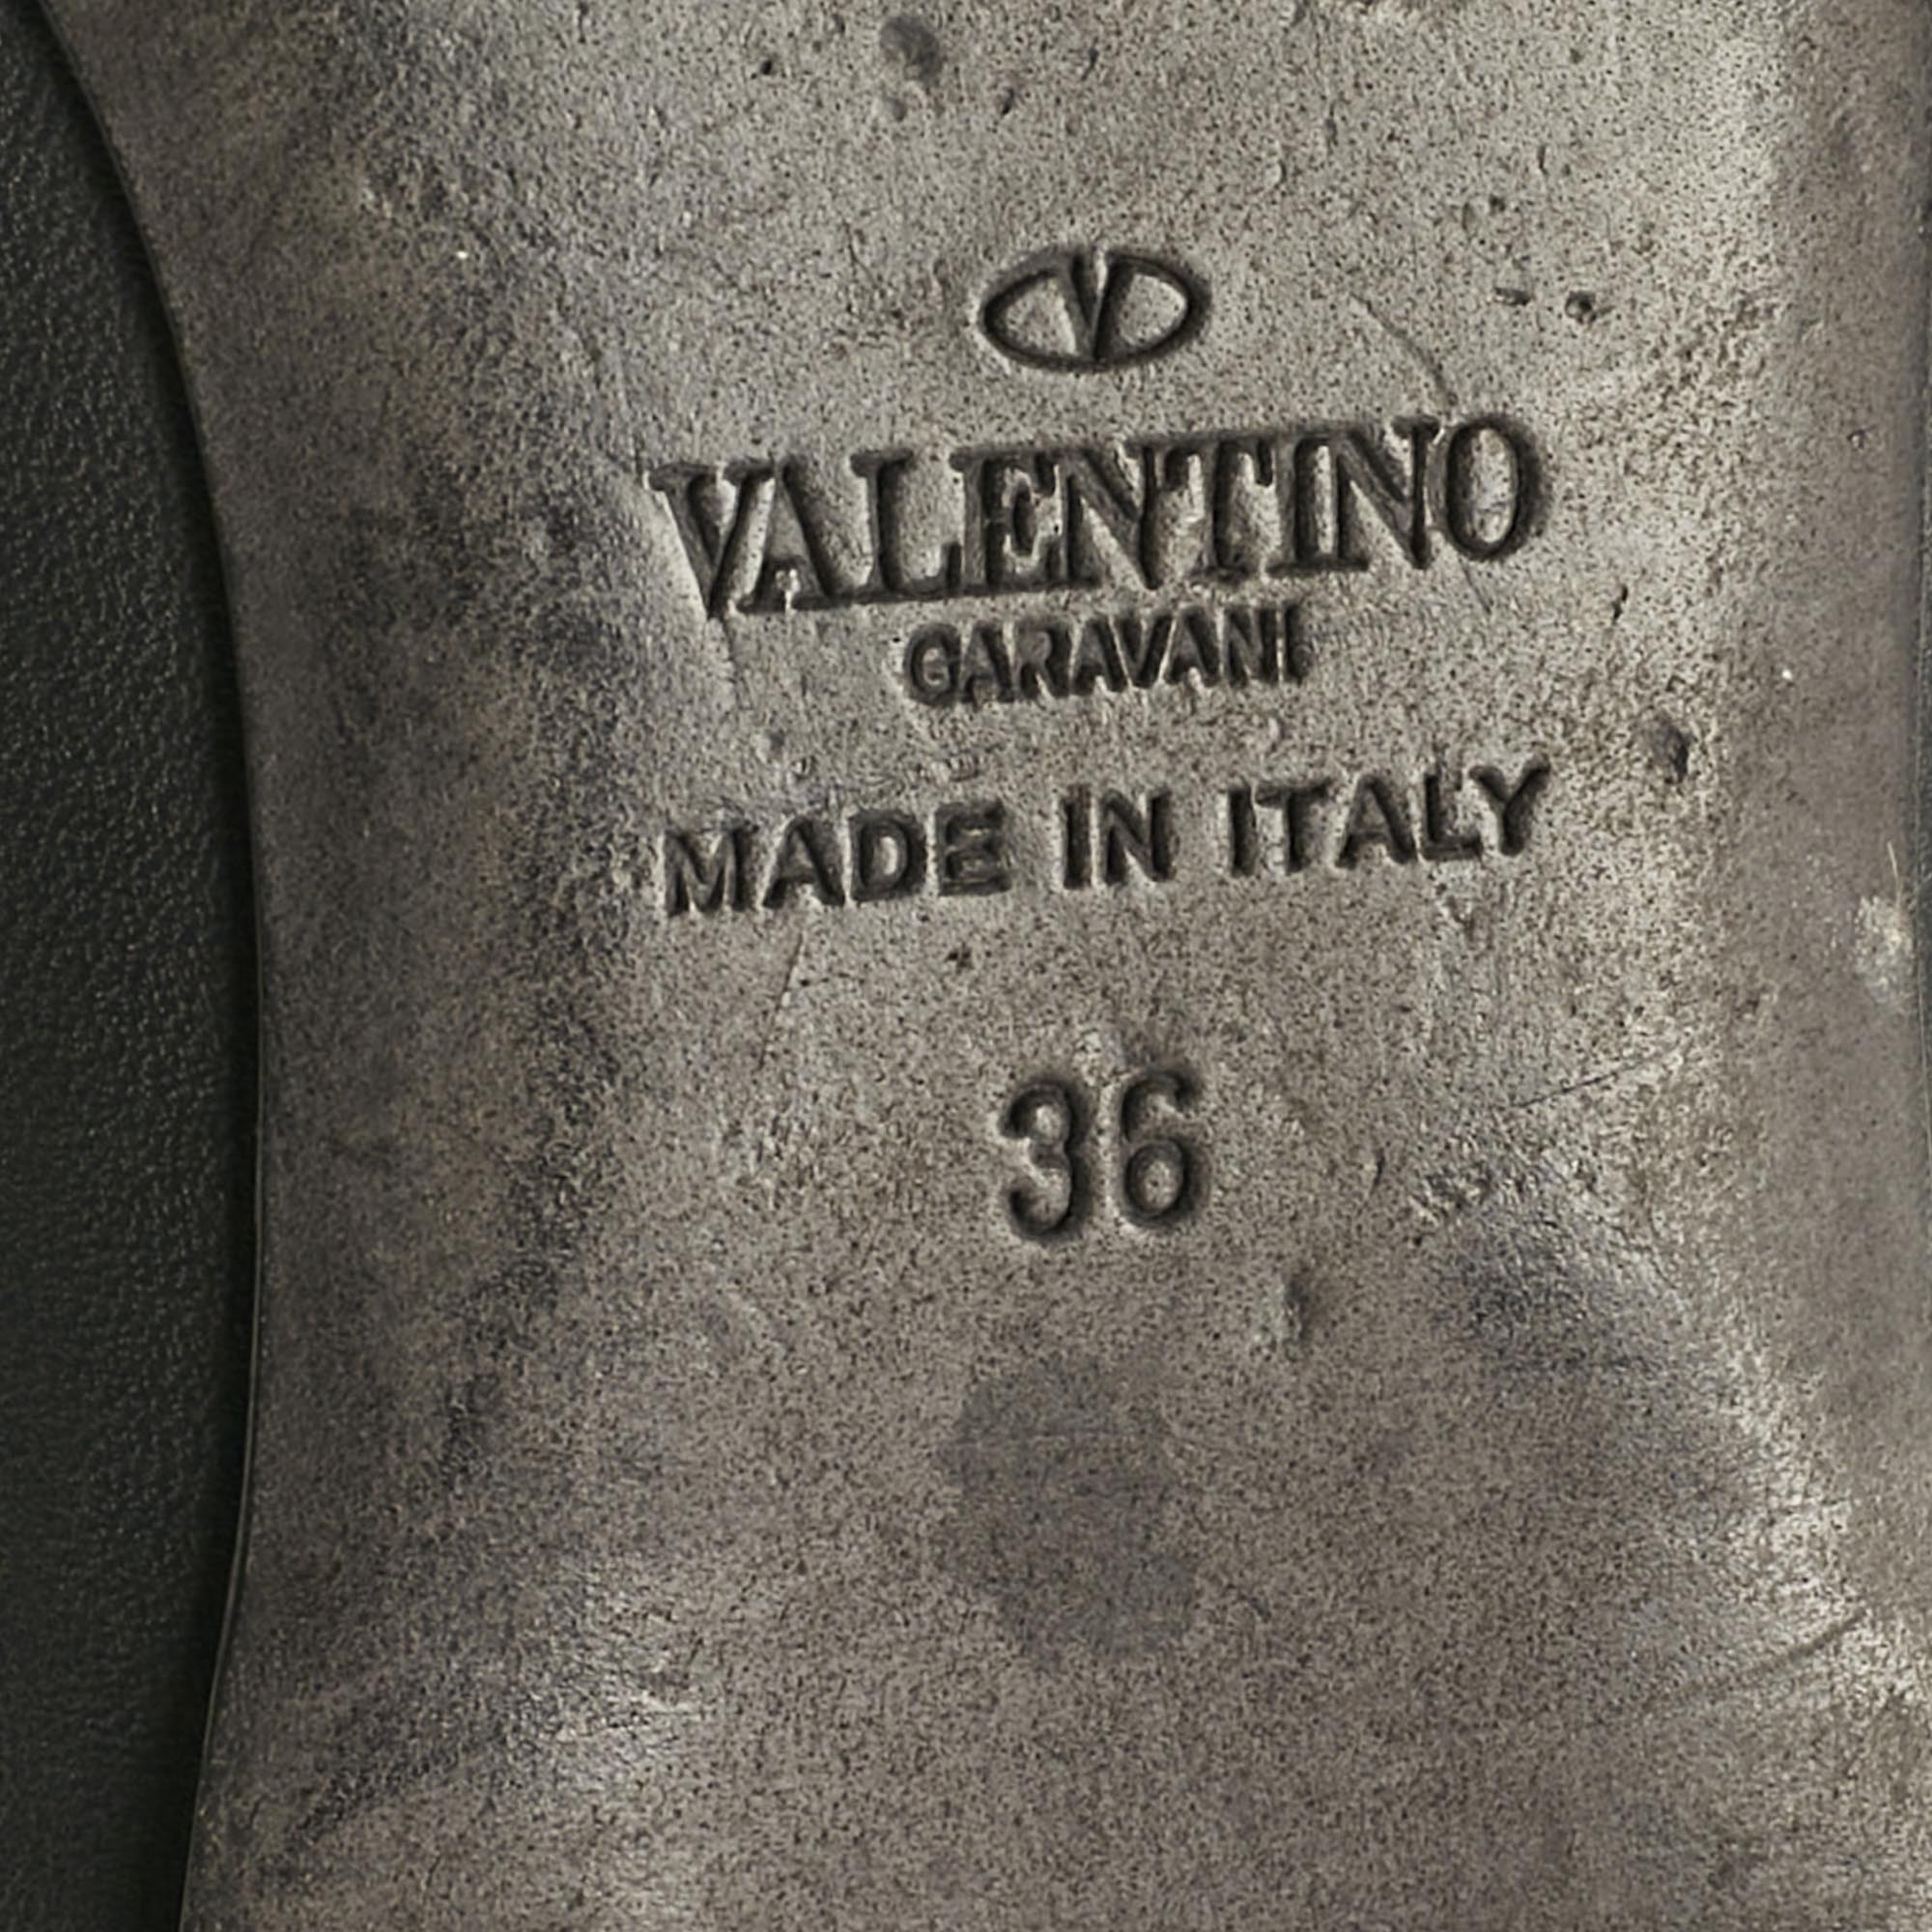 V
VALENTINO
GARAVANI
MADE IN ITALY
36